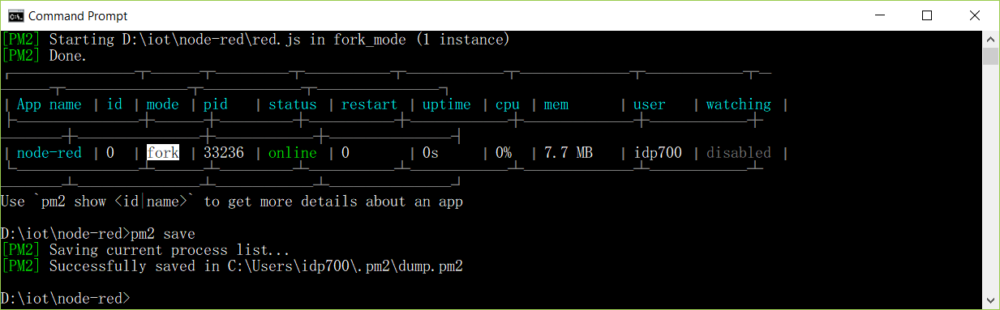 Command Prompt
[PM2] Starting D:\iot\node-red\red.js in fork_mode (1 instance)
[PM2] Done.
| App name | id | mode | pid | status | restart | uptime | cpu | mem | user | watching |
| node-red | 0 | fork | 33236 | online | 0 | 0s | 0% | 7.7 MB | idp700 | disabled |
Use `pm2 show <id|name>` to get more details about an app
D:\iot\node-red>pm2 save
[PM2] Saving current process list...
[PM2] Successfully saved in C:\Users\idp700\.pm2\dump.pm2
D:\iot\node-red>